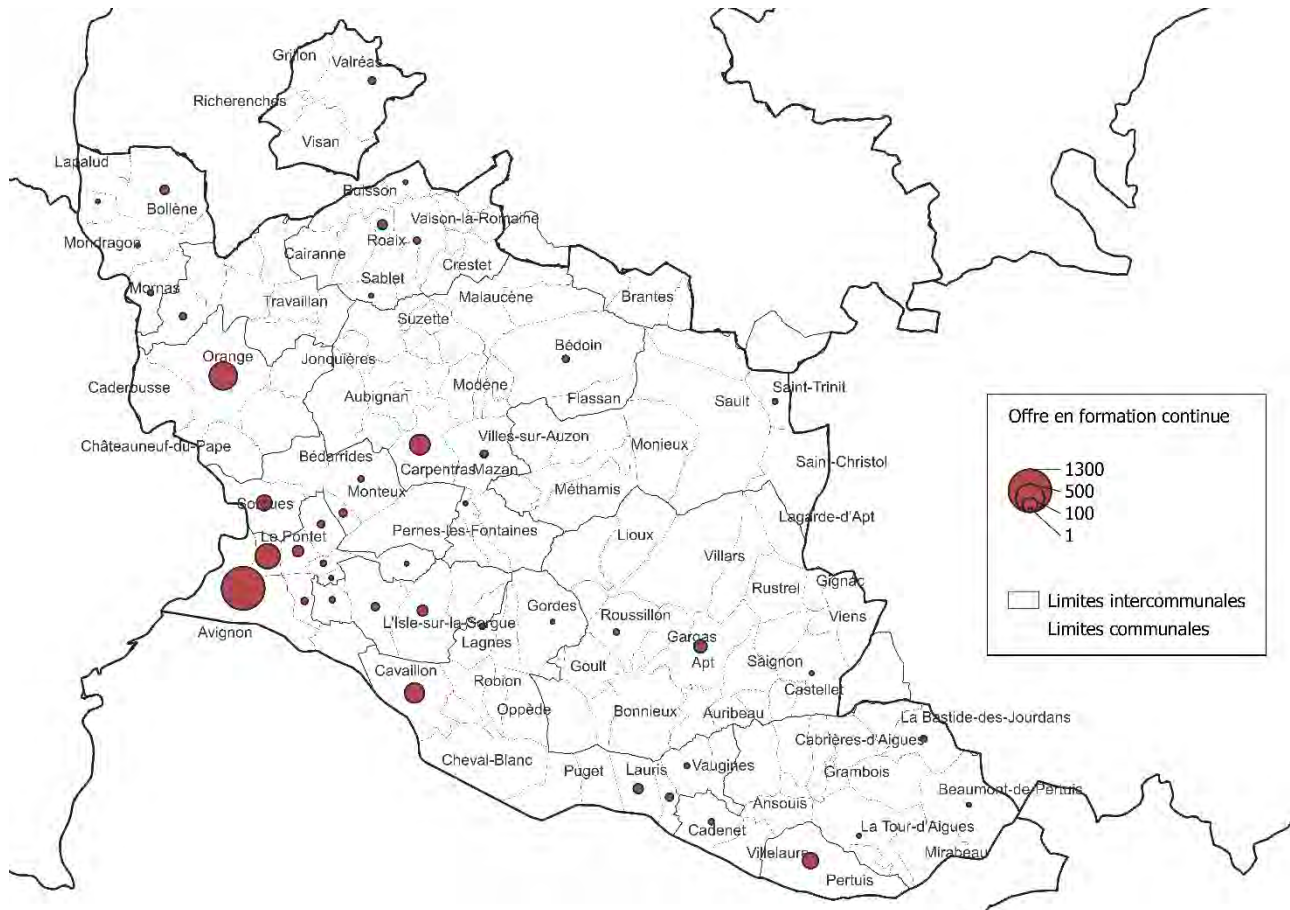 Grillon
Valréas
Richerenches
Visan
Lapalud
Bollène
Buisson
Vaison-la-Romaine
Mondragon
Roaix
Cairanne
Crestet
Sablet
Mornas
Travaillan
Malaucène
Brantes
Suzette
Orange
Jonquières
Bédoin
Caderousse
Modène
Saint-Trinit
Aubignan
Flassan
Sault
Châteauneuf-du-Pape
Villes-sur-Auzon
Monieux
Bédarrides
Carpentras
Mazan
Saint-Christol
Monteux
Méthamis
Sorgues
Lagarde-d'Apt
Pernes-les-Fontaines
Le Pontet
Lioux
Villars
Rustrel
Gignac
Gordes
Roussillon
Viens
L'Isle-sur-la-Sorgue
Avignon
Lagnes
Gargas
Goult
Apt
Saignon
Cavaillon
Robion
Castellet
Oppède
Bonnieux
Auribeau
La Bastide-des-Jourdans
Cabrières-d'Aigues
Cheval-Blanc
Puget
Lauris
Vaugines
Grambois
Beaumont-de-Pertuis
Ansouis
Cadenet
La Tour-d'Aigues
Villelaure
Mirabeau
Pertuis
Offre en formation continue
1300
500
100
1
Limites intercommunales
Limites communales